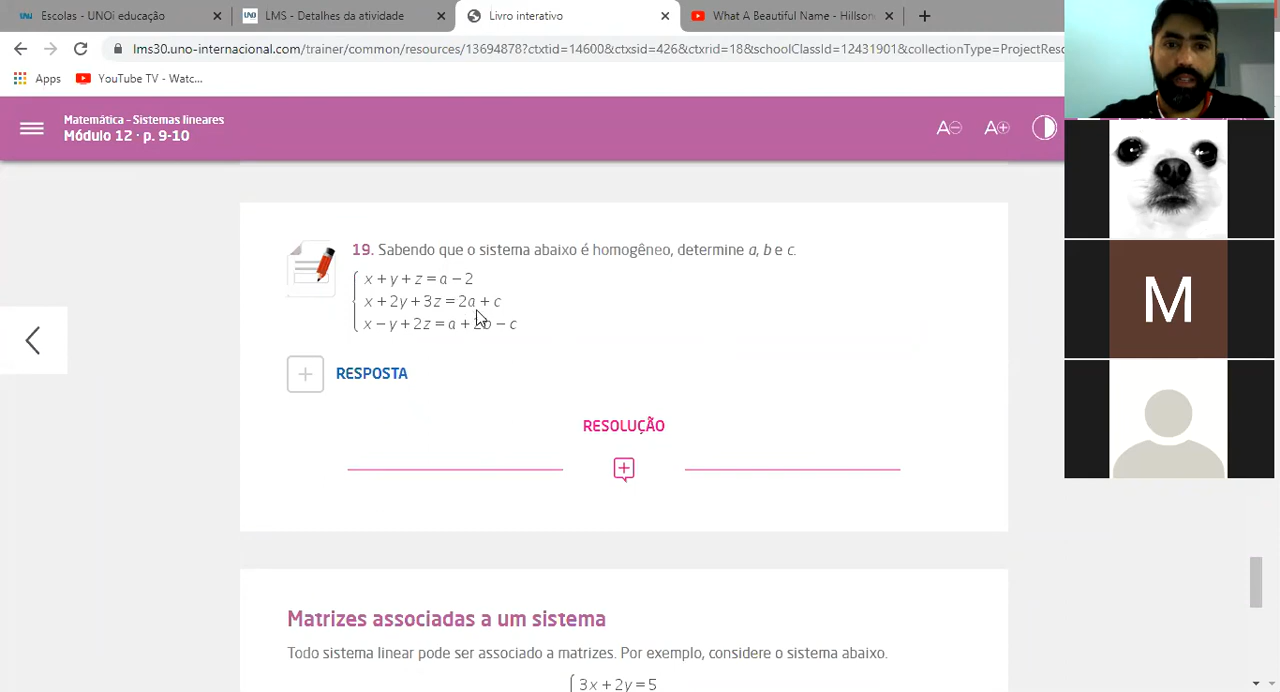 Escolas - UNOi educação
LMS - Detalhes da atividade
Livro interativo
What A Beautiful Name - Hillson
lms30.uno-internacional.com/trainer/common/resources/13694878?ctxtid=14600&ctxsid=426&ctxrid=18&schoolClassId=12431901&collectionType=ProjectReso
Apps
YouTube TV - Watc...
Matemática – Sistemas lineares
Módulo 12 · p. 9-10
A A
19. Sabendo que o sistema abaixo é homogêneo, determine a, b e c.
x + y + z = a − 2
x + 2y + 3z = 2a + c
x − y + 2z = a + 2b − c
RESPOSTA
RESOLUÇÃO
M
Matrizes associadas a um sistema
Todo sistema linear pode ser associado a matrizes. Por exemplo, considere o sistema abaixo.
3x + 2y = 5